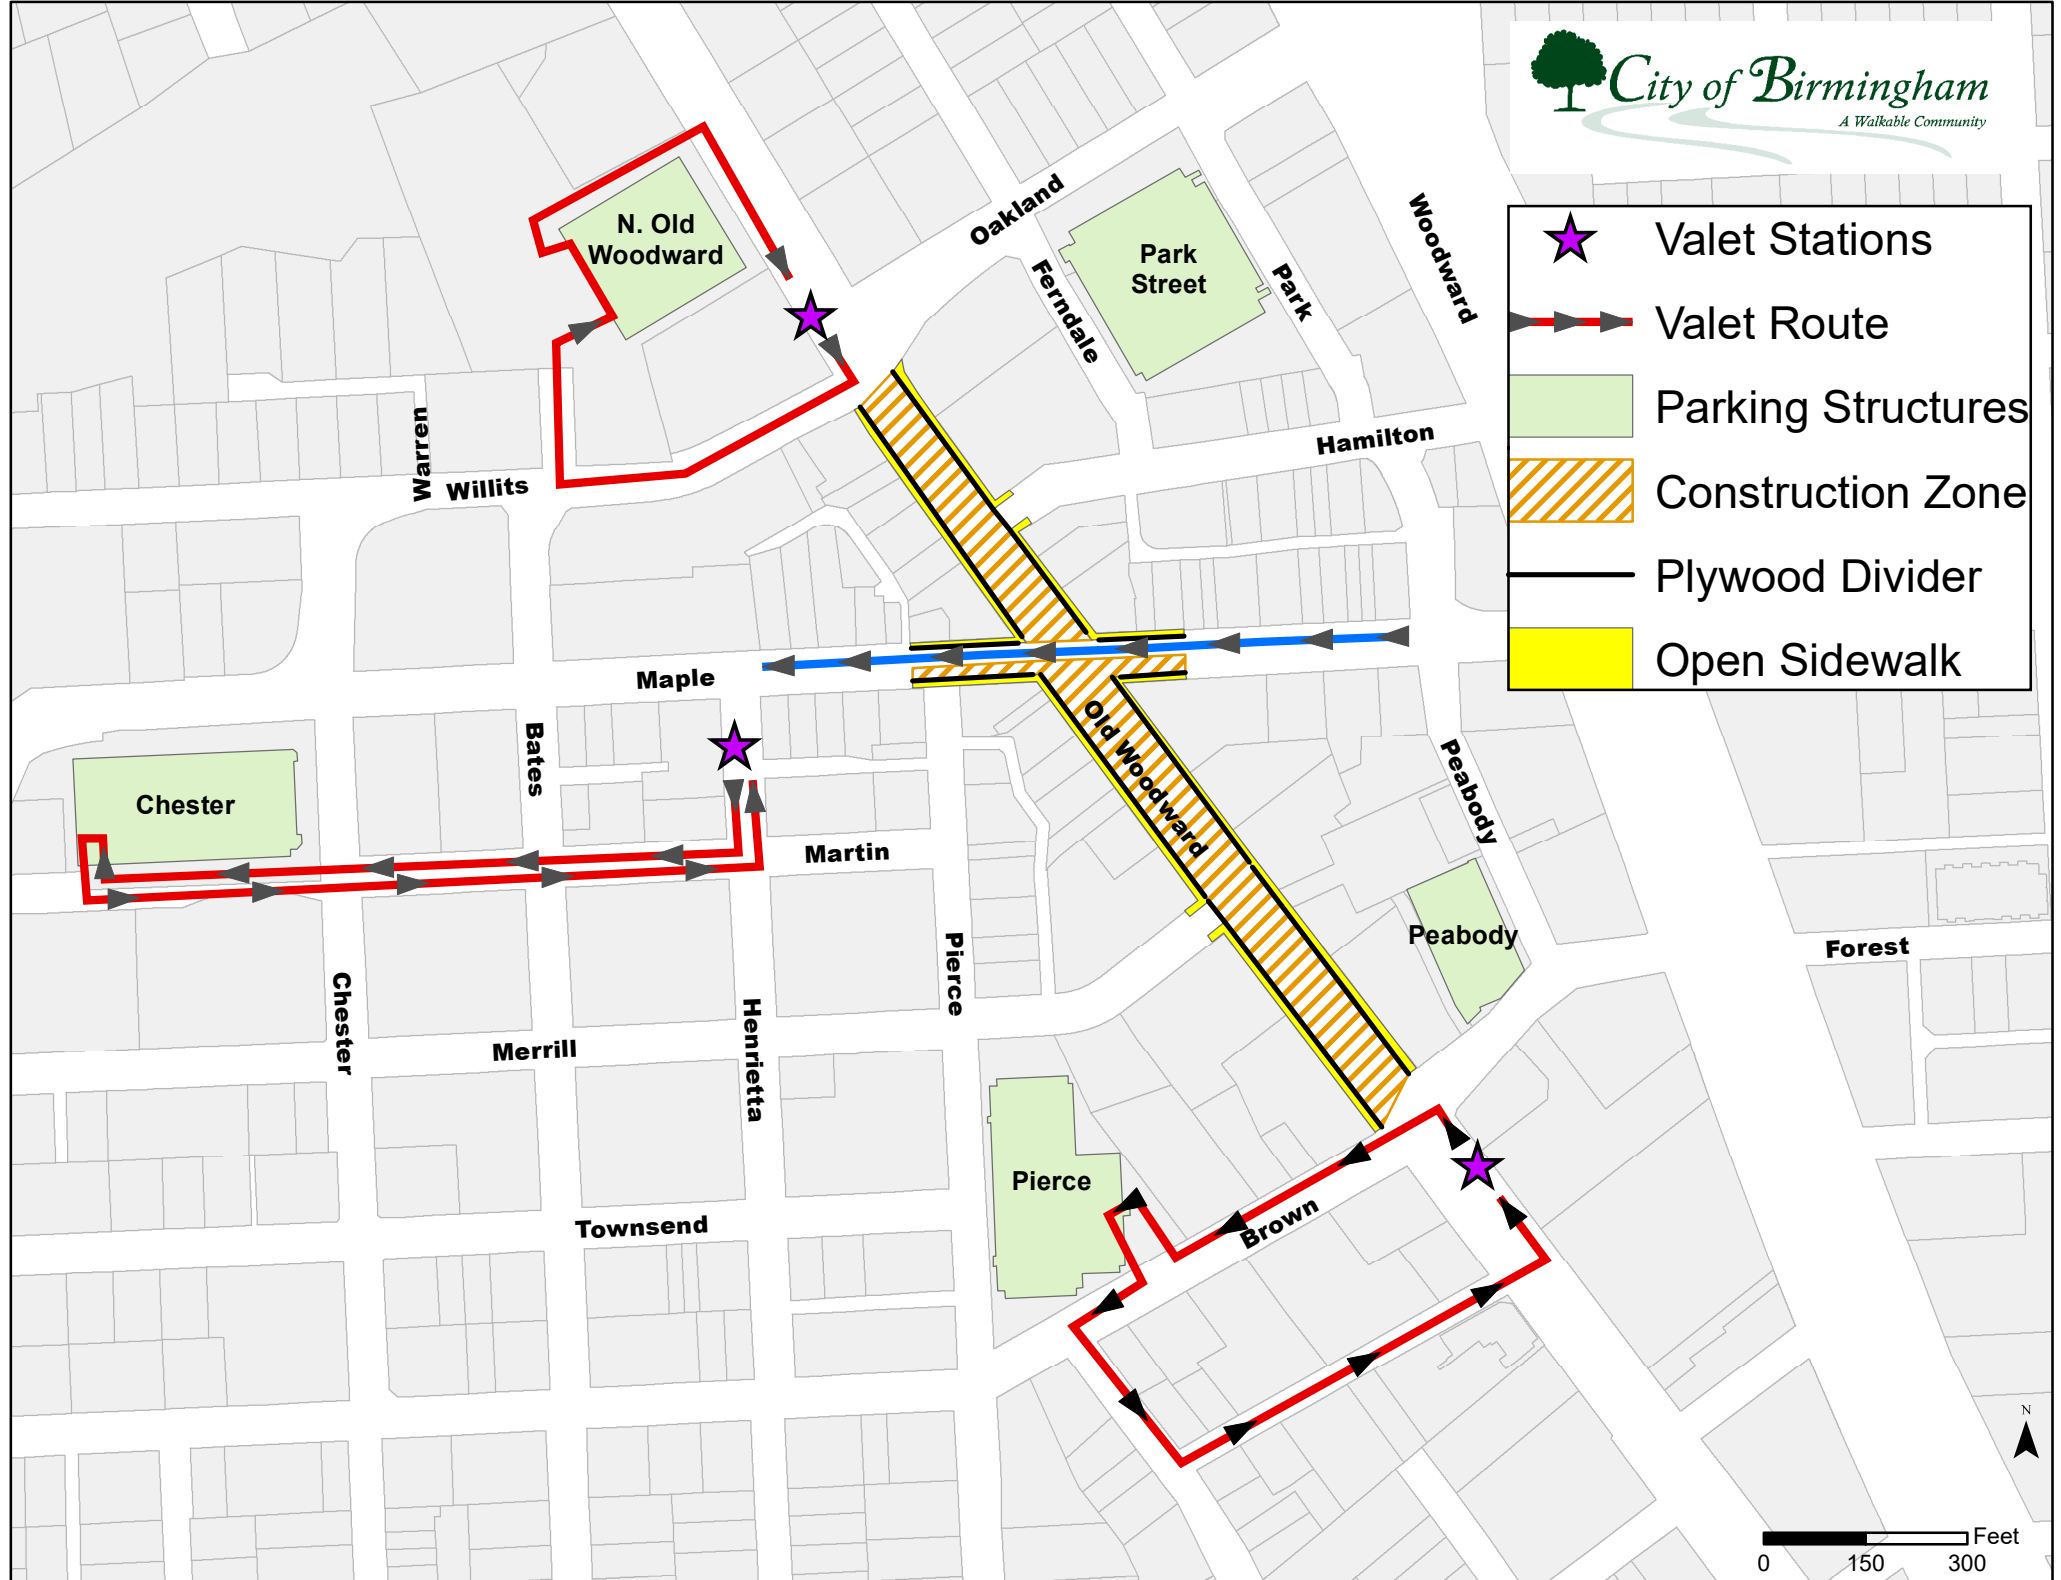 City of Birmingham
A Walkable Community
Valet Stations
Valet Route
Parking Structures
Construction Zone
Plywood Divider
Open Sidewalk
N. Old
Woodward
Oakland
Park
Street
Ferndale
Park
Woodward
Hamilton
Warren
Willits
Maple
Bates
Chester
Martin
Old Woodward
Peabody
Peabody
Forest
Chester
Merrill
Henrietta
Pierce
Pierce
Townsend
Brown
N
Feet
0 150 300